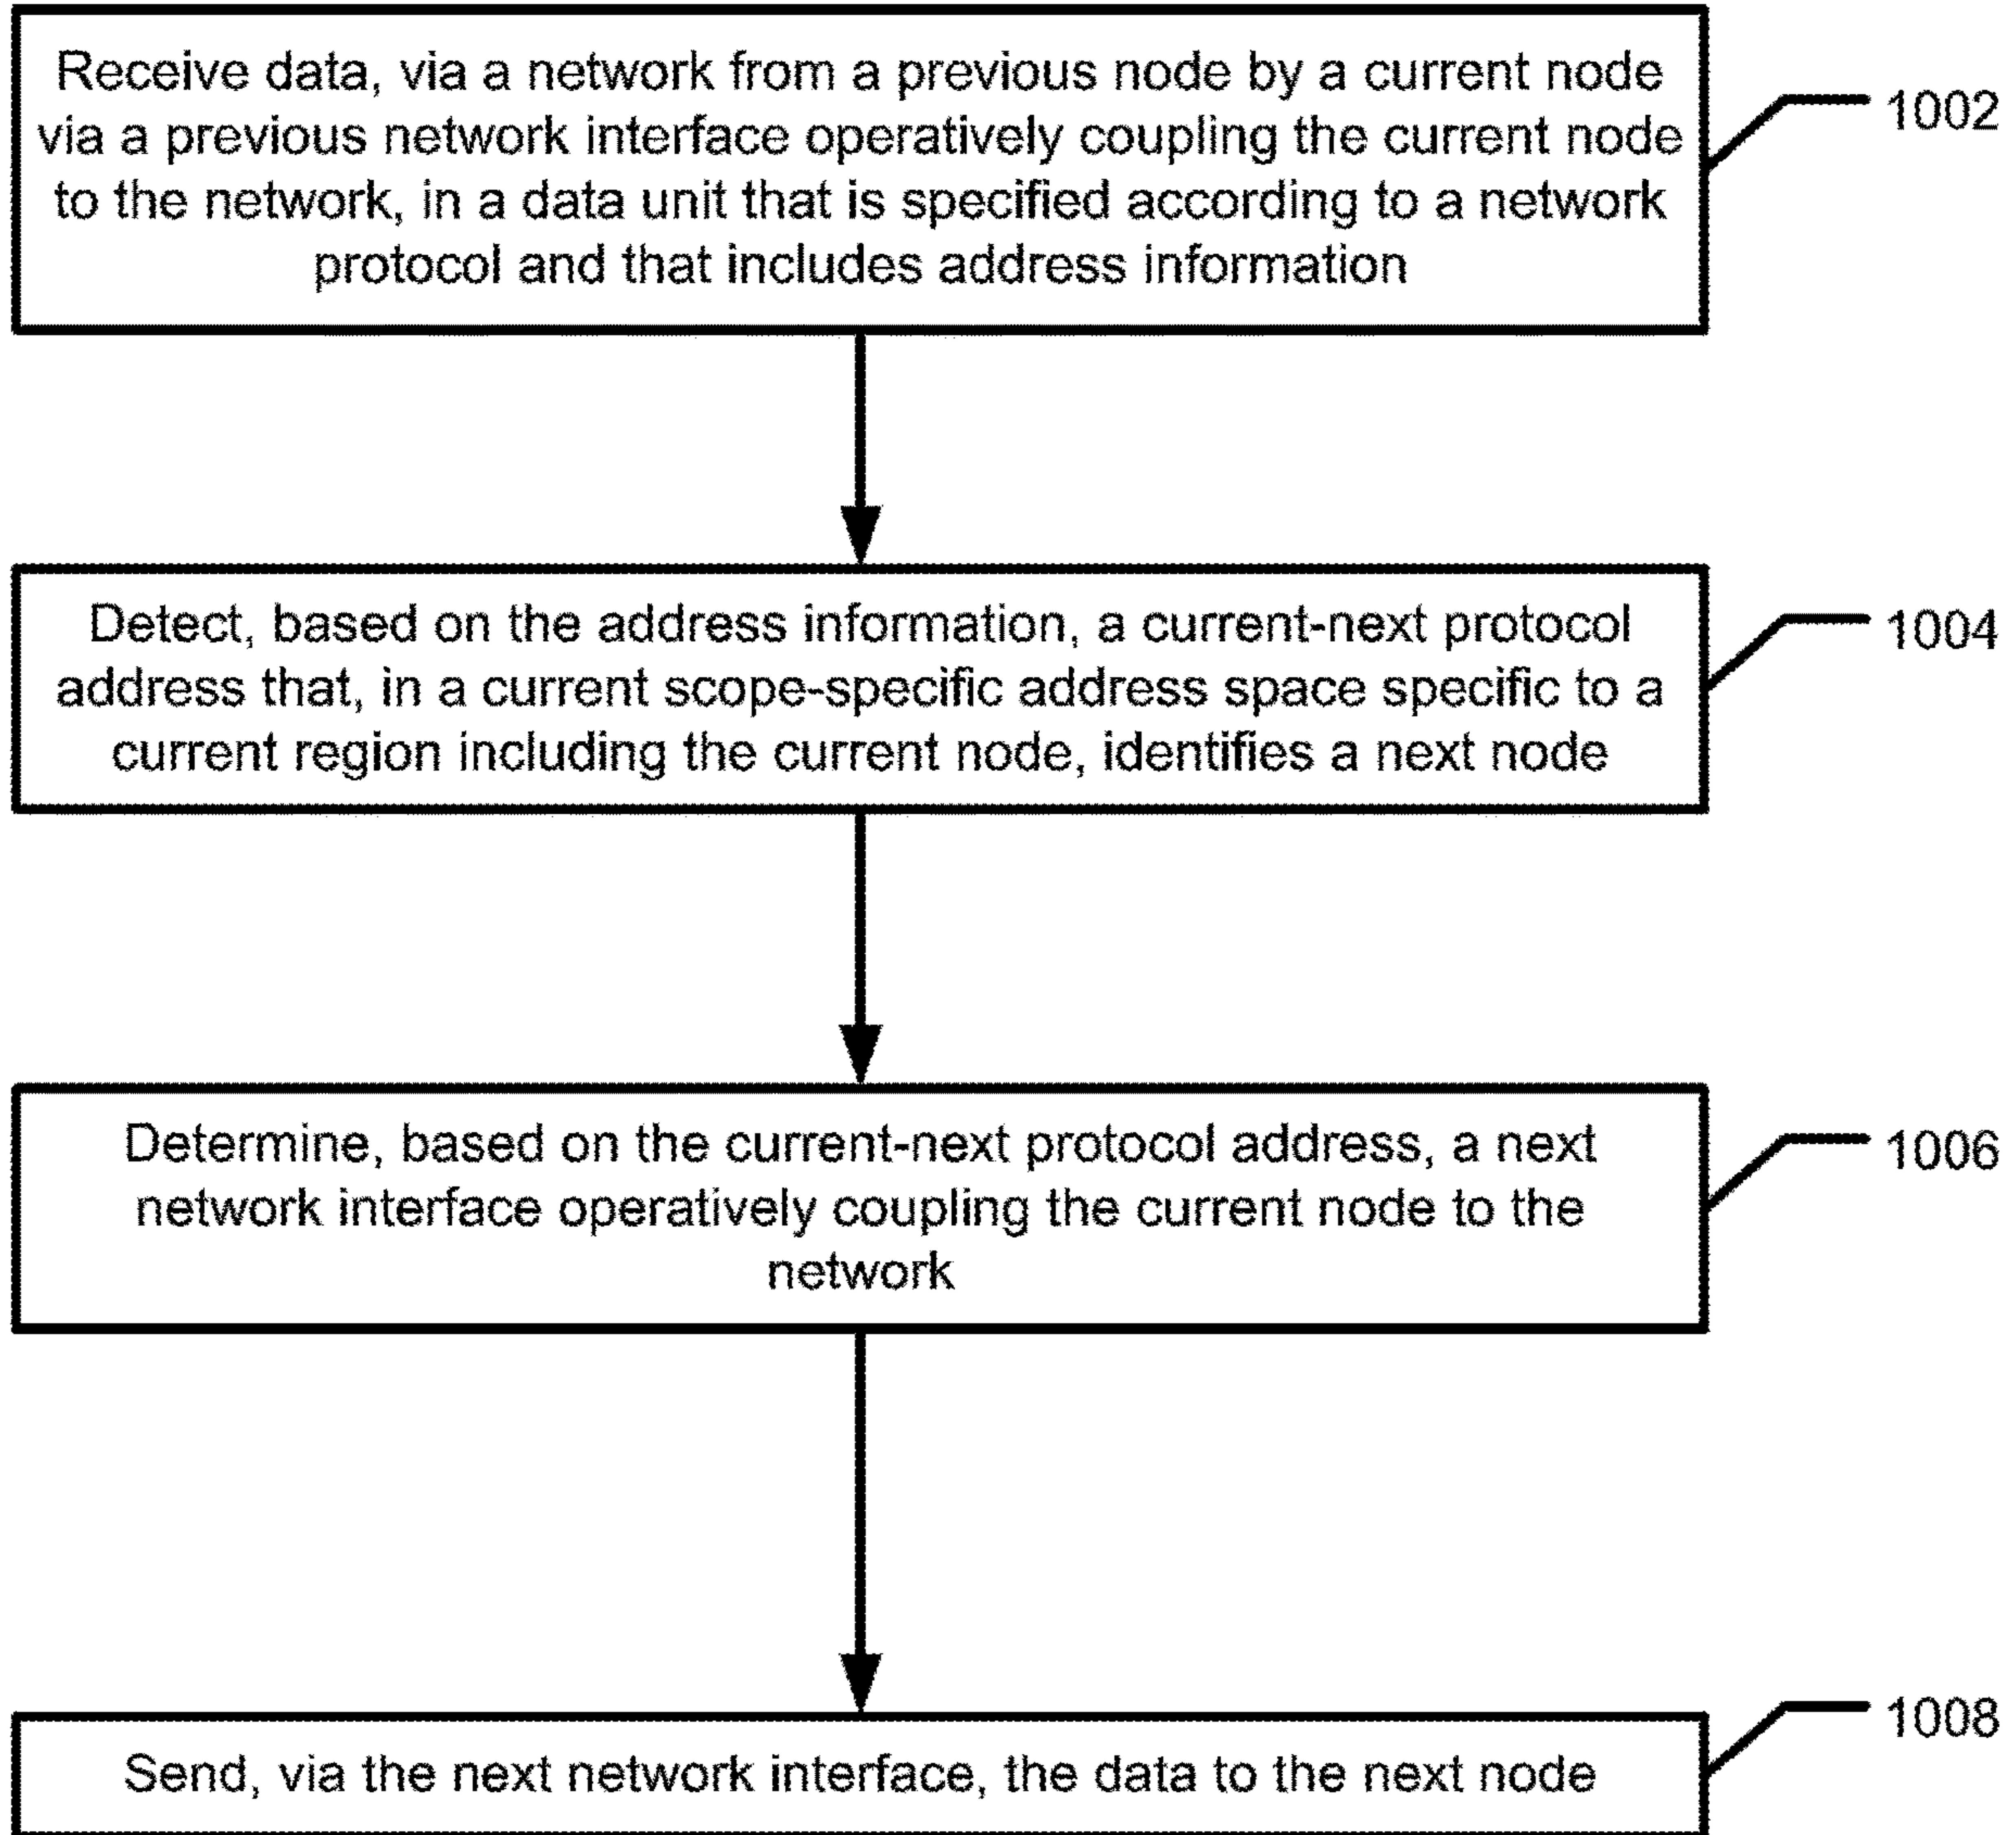 Receive data, via a network from a previous node by a current node
via a previous network interface operatively coupling the current node
to the network, in a data unit that is specified according to a network
protocol and that includes address information
1002
Detect, based on the address information, a current-next protocol
address that, in a current scope-specific address space specific to a
current region including the current node, identifies a next node
1004
Determine, based on the current-next protocol address, a next
network interface operatively coupling the current node to the
network
1006
Send, via the next network interface, the data to the next node
1008